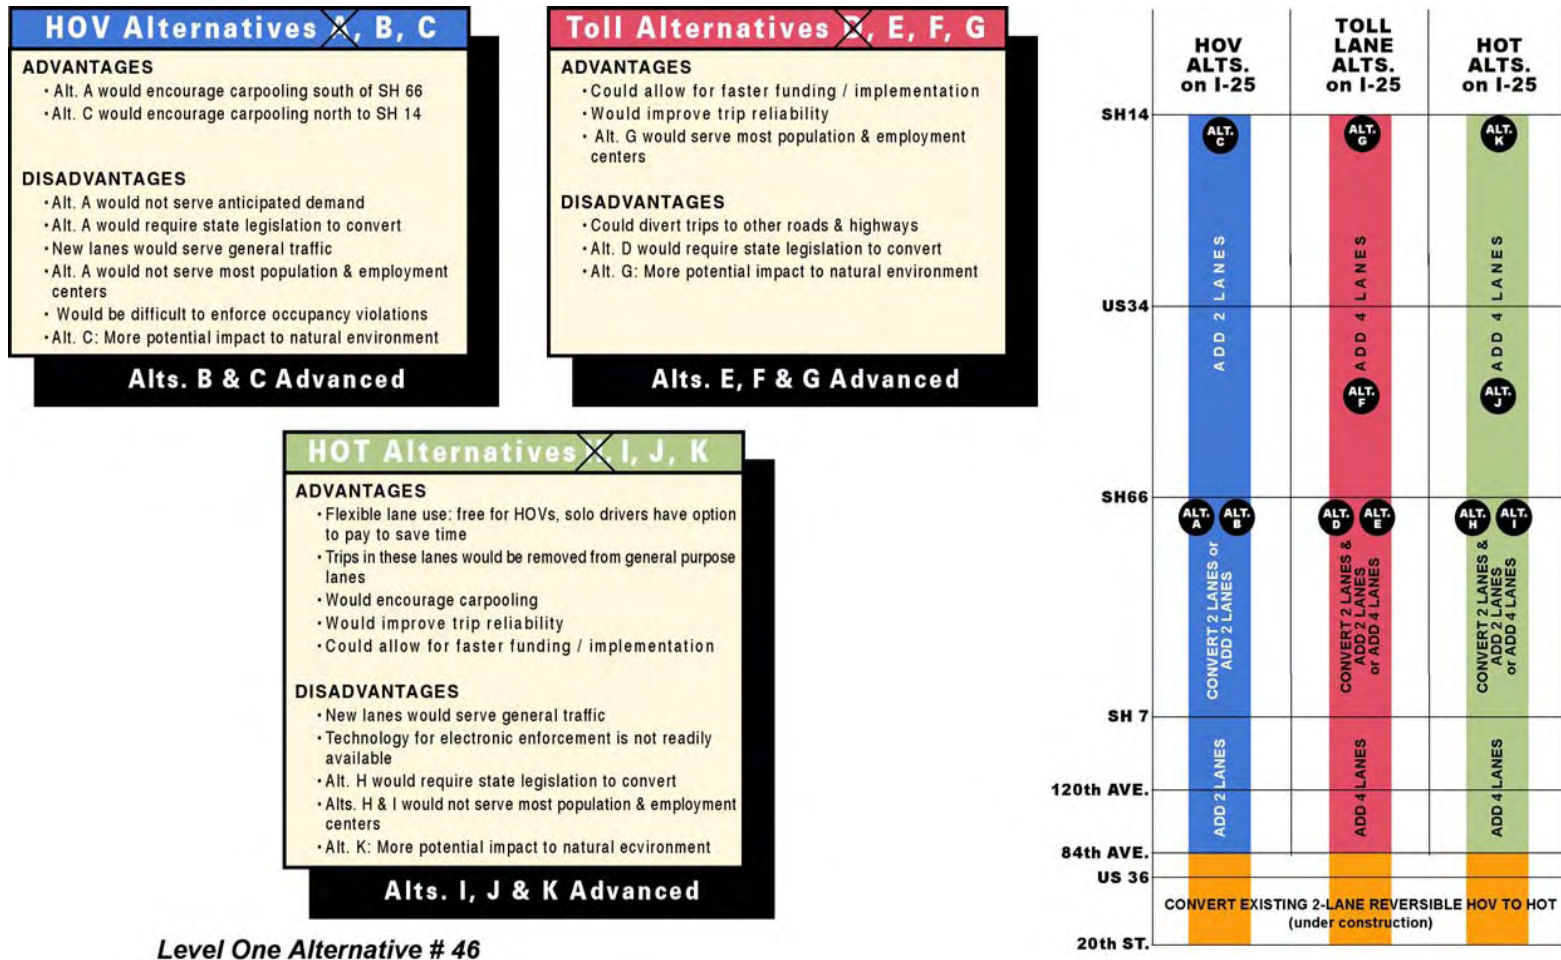 HOV Alternatives A, B, C
ADVANTAGES
• Alt. A would encourage carpooling south of SH 66
• Alt. C would encourage carpooling north to SH 14
DISADVANTAGES
• Alt. A would not serve anticipated demand
• Alt. A would require state legislation to convert
• New lanes would serve general traffic
• Alt. A would not serve most population & employment
centers
• Would be difficult to enforce occupancy violations
• Alt. C: More potential impact to natural environment
Alts. B & C Advanced
Toll Alternatives D, E, F, G
ADVANTAGES
• Could allow for faster funding / implementation
• Would improve trip reliability
• Alt. G would serve most population & employment
centers
DISADVANTAGES
• Could divert trips to other roads & highways
• Alt. D would require state legislation to convert
• Alt. G: More potential impact to natural environment
Alts. E, F & G Advanced
HOT Alternatives H, I, J, K
ADVANTAGES
• Flexible lane use: free for HOVs, solo drivers have option
to pay to save time
• Trips in these lanes would be removed from general purpose
lanes
• Would encourage carpooling
• Would improve trip reliability
• Could allow for faster funding / implementation
DISADVANTAGES
• New lanes would serve general traffic
• Technology for electronic enforcement is not readily
available
• Alt. H would require state legislation to convert
• Alts. H & I would not serve most population & employment
centers
• Alt. K: More potential impact to natural ecvironment
Alts. I, J & K Advanced
Level One Alternative # 46
HOV
ALTS.
on I-25
TOLL
LANE
ALTS.
on I-25
HOT
ALTS.
on I-25
SH14
US34
SH66
SH 7
120th AVE.
84th AVE.
US 36
20th ST.
ALT.
C
ADD 2 LANES
ALT.
A
ALT.
B
CONVERT 2 LANES or
ADD 2 LANES
ADD 2 LANES
ALT.
G
ADD 4 LANES
ALT.
F
ALT.
D
ALT.
E
CONVERT 2 LANES &
ADD 2 LANES
or ADD 4 LANES
ADD 4 LANES
ALT.
K
ADD 4 LANES
ALT.
J
ALT.
H
ALT.
I
CONVERT 2 LANES &
ADD 2 LANES
or ADD 4 LANES
ADD 4 LANES
CONVERT EXISTING 2-LANE REVERSIBLE HOV TO HOT
(under construction)